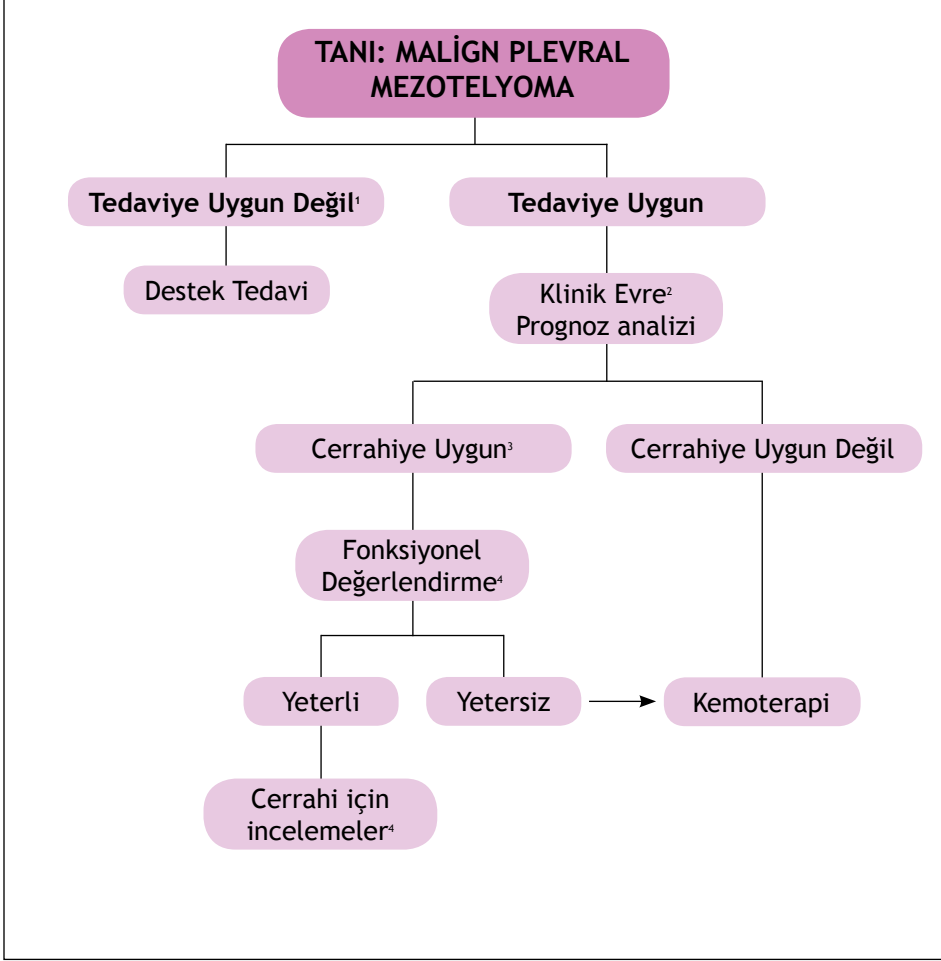 TANI: MALİGN PLEVRAL
MEZOTELYOMA
Tedaviye Uygun Değil¹
Tedaviye Uygun
Destek Tedavi
Klinik Evre²
Prognoz analizi
Cerrahiye Uygun³
Cerrahiye Uygun Değil
Fonksiyonel
Değerlendirme⁴
Yeterli
Yetersiz
Kemoterapi
Cerrahi için
incelemeler⁴